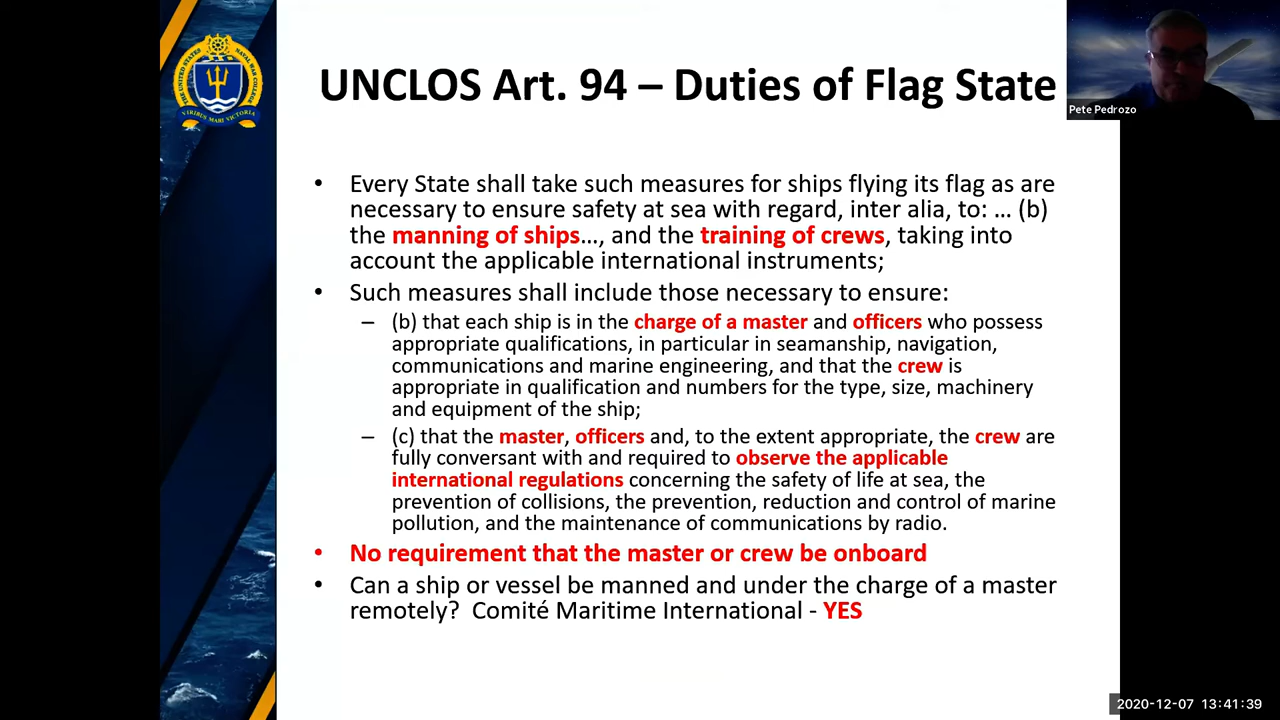 THE UNITED STATES NAVAL WAR COLLEGE
VIRIBUS MARI VICTORIA
UNCLOS Art. 94 – Duties of Flag State
Pete Pedrozo
• Every State shall take such measures for ships flying its flag as are
necessary to ensure safety at sea with regard, inter alia, to: … (b)
the manning of ships…, and the training of crews, taking into
account the applicable international instruments;
• Such measures shall include those necessary to ensure:
– (b) that each ship is in the charge of a master and officers who possess
appropriate qualifications, in particular in seamanship, navigation,
communications and marine engineering, and that the crew is
appropriate in qualification and numbers for the type, size, machinery
and equipment of the ship;
– (c) that the master, officers and, to the extent appropriate, the crew are
fully conversant with and required to observe the applicable
international regulations concerning the safety of life at sea, the
prevention of collisions, the prevention, reduction and control of marine
pollution, and the maintenance of communications by radio.
• No requirement that the master or crew be onboard
• Can a ship or vessel be manned and under the charge of a master
remotely? Comité Maritime International - YES
2020-12-07 13:41:39